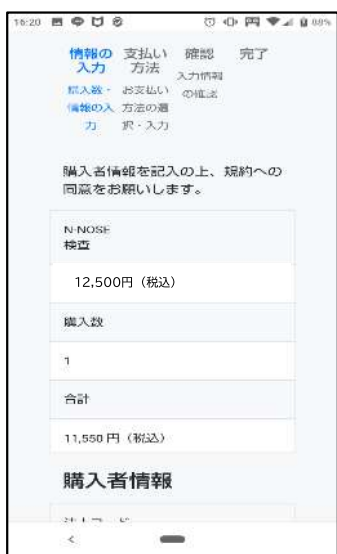 16:20
88%
情報の 支払い 確認 完了
入力 方法
入力情報
購入数・ お支払い の確認
情報の入 方法の選
力 択・入力
購入者情報を記入の上、規約への
同意をお願いします。
N-NOSE
検査
12,500円（税込）
購入数
1
合計
11,550 円（税込）
購入者情報